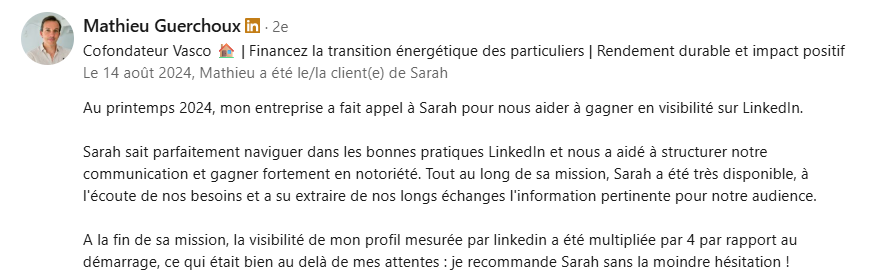 Mathieu Guerchoux in · 2e
Cofondateur Vasco 🏠 | Financez la transition énergétique des particuliers | Rendement durable et impact positif
Le 14 août 2024, Mathieu a été le/la client(e) de Sarah
Au printemps 2024, mon entreprise a fait appel à Sarah pour nous aider à gagner en visibilité sur LinkedIn.
Sarah sait parfaitement naviguer dans les bonnes pratiques LinkedIn et nous a aidé à structurer notre
communication et gagner fortement en notoriété. Tout au long de sa mission, Sarah a été très disponible, à
l'écoute de nos besoins et a su extraire de nos longs échanges l'information pertinente pour notre audience.
A la fin de sa mission, la visibilité de mon profil mesurée par linkedin a été multipliée par 4 par rapport au
démarrage, ce qui était bien au delà de mes attentes : je recommande Sarah sans la moindre hésitation !